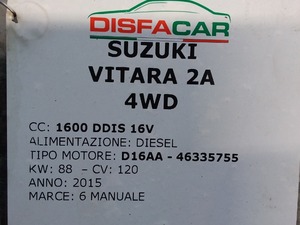 DISFACAR
SUZUKI
VITARA 2A
4WD
CC: 1600 DDIS 16V
ALIMENTAZIONE: DIESEL
TIPO MOTORE: D16AA - 46335755
KW: 88 - CV: 120
ANNO: 2015
MARCE: 6 MANUALE